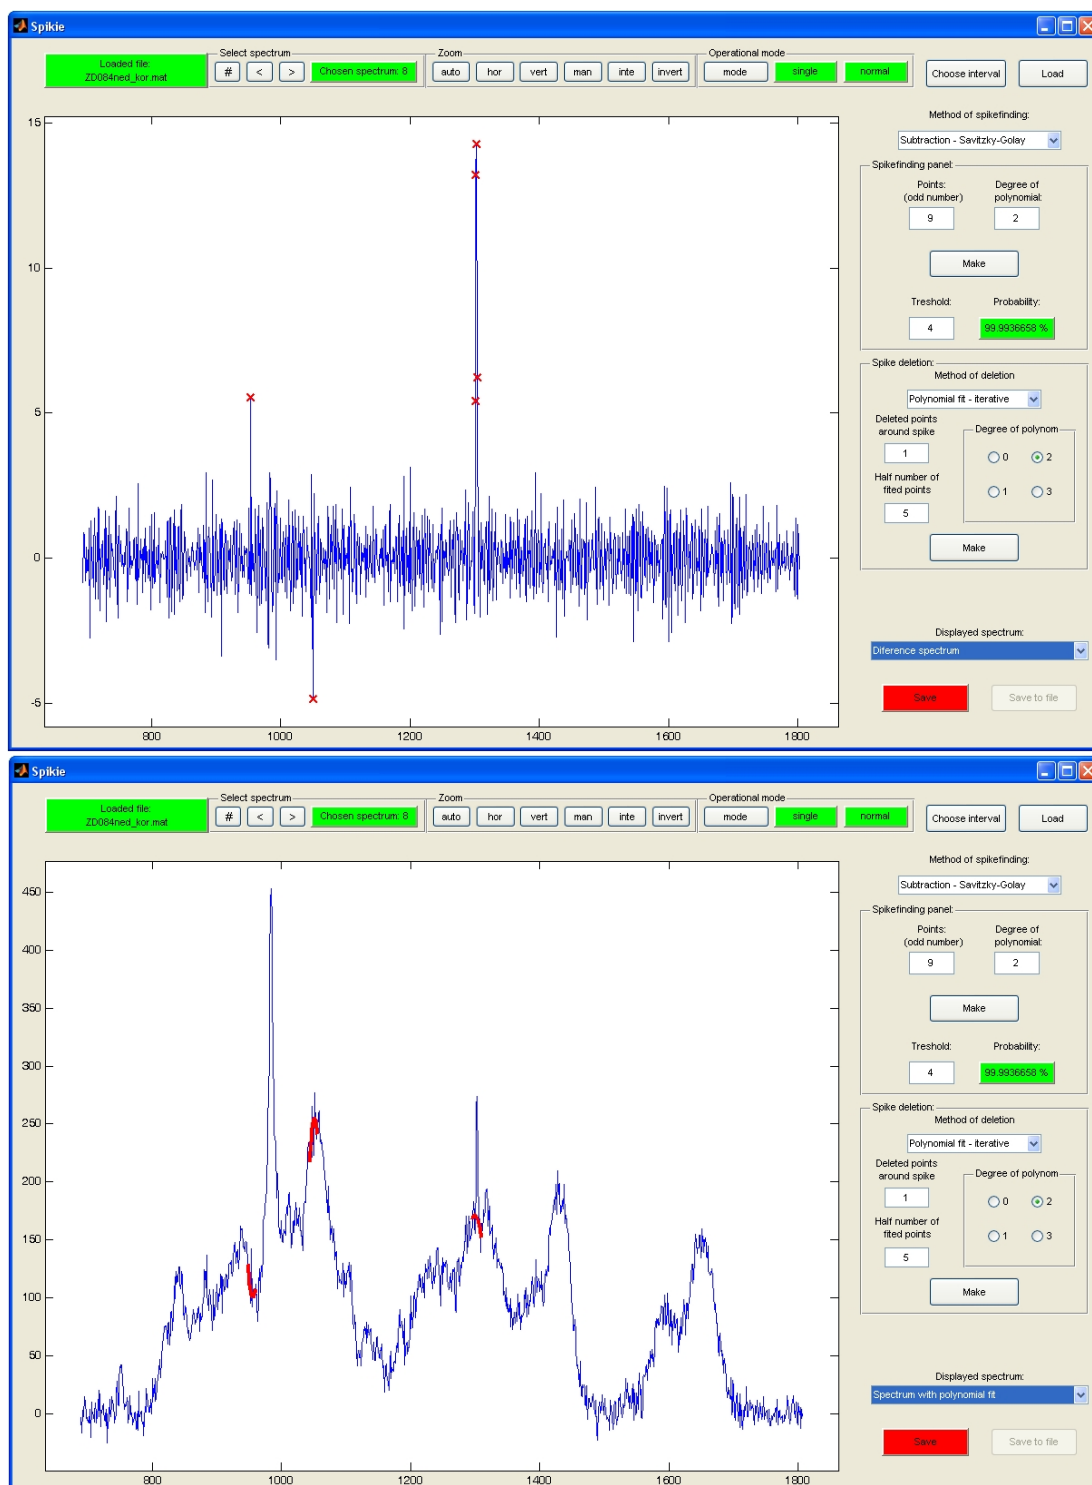 Spikie
Loaded file:
ZD084ned_kor.mat
Select spectrum
# < > Chosen spectrum: 8
Zoom
auto hor vert man inte invert
Operational mode
mode single normal
Choose interval Load
15
10
5
0
-5
800 1000 1200 1400 1600 1800
Method of spikefinding:
Subtraction - Savitzky-Golay
Spikefinding panel:
Points:
(odd number)
Degree of
polynomial:
9 2
Make
Treshold: Probability:
4 99.9936658 %
Spike deletion:
Method of deletion
Polynomial fit - iterative
Deleted points
around spike
1
Half number of
fited points
5
Degree of polynom
0 2
1 3
Make
Displayed spectrum:
Diference spectrum
Save Save to file
Spikie
Loaded file:
ZD084ned_kor.mat
Select spectrum
# < > Chosen spectrum: 8
Zoom
auto hor vert man inte invert
Operational mode
mode single normal
Choose interval Load
450
400
350
300
250
200
150
100
50
0
800 1000 1200 1400 1600 1800
Method of spikefinding:
Subtraction - Savitzky-Golay
Spikefinding panel:
Points:
(odd number)
Degree of
polynomial:
9 2
Make
Treshold: Probability:
4 99.9936658 %
Spike deletion:
Method of deletion
Polynomial fit - iterative
Deleted points
around spike
1
Half number of
fited points
5
Degree of polynom
0 2
1 3
Make
Displayed spectrum:
Spectrum with polynomial fit
Save Save to file